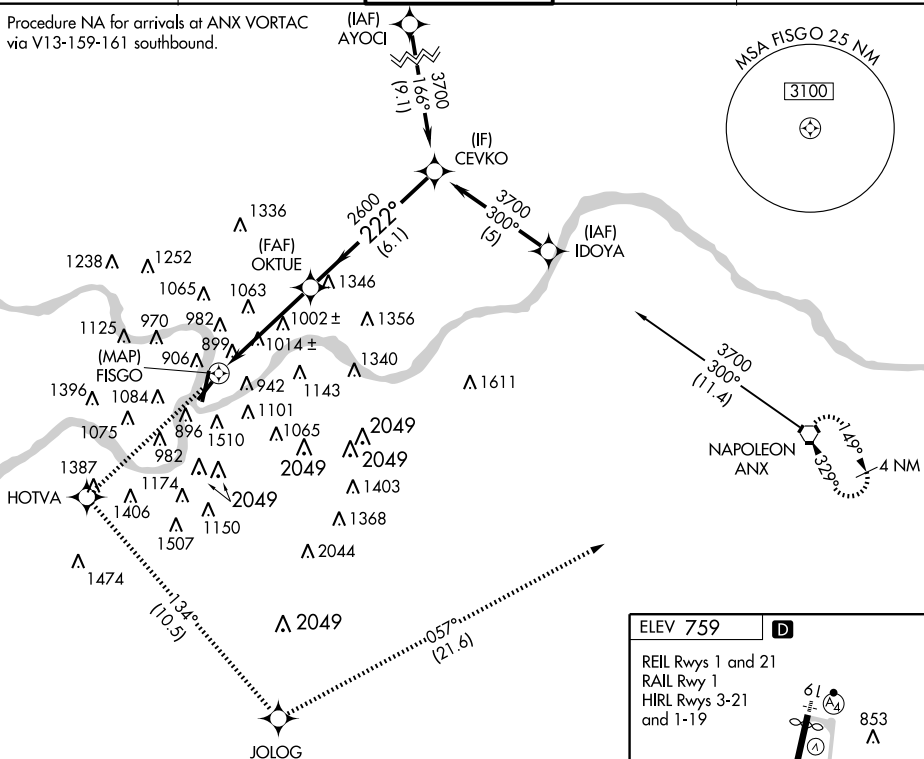 Procedure NA for arrivals at ANX VORTAC
via V13-159-161 southbound.
(IAF)
AYOCI
3700
166°
(9.1)
MSA FISGO 25 NM
3100
(IF)
CEVKO
2600
222°
(6.1)
3700
300°
(5)
(IAF)
IDOYA
(FAF)
OKTUE
1336
1238
1252
1346
1065
1063
1125
970
982
1002 ±
1356
899
1014 ±
(MAP)
FISGO
906
1340
3700
300°
(11.4)
1396
1084
942
1143
1611
1075
896
1510
1101
1065
2049
982
2049
2049
NAPOLEON
ANX
149°
329°
4 NM
1387
HOTVA
1406
1174
2049
1403
1507
1150
1368
1474
2044
134°
(10.5)
2049
057°
(21.6)
JOLOG
ELEV 759
D
REIL Rwys 1 and 21
RAIL Rwy 1
HIRL Rwys 3-21
and 1-19
19
A4
853